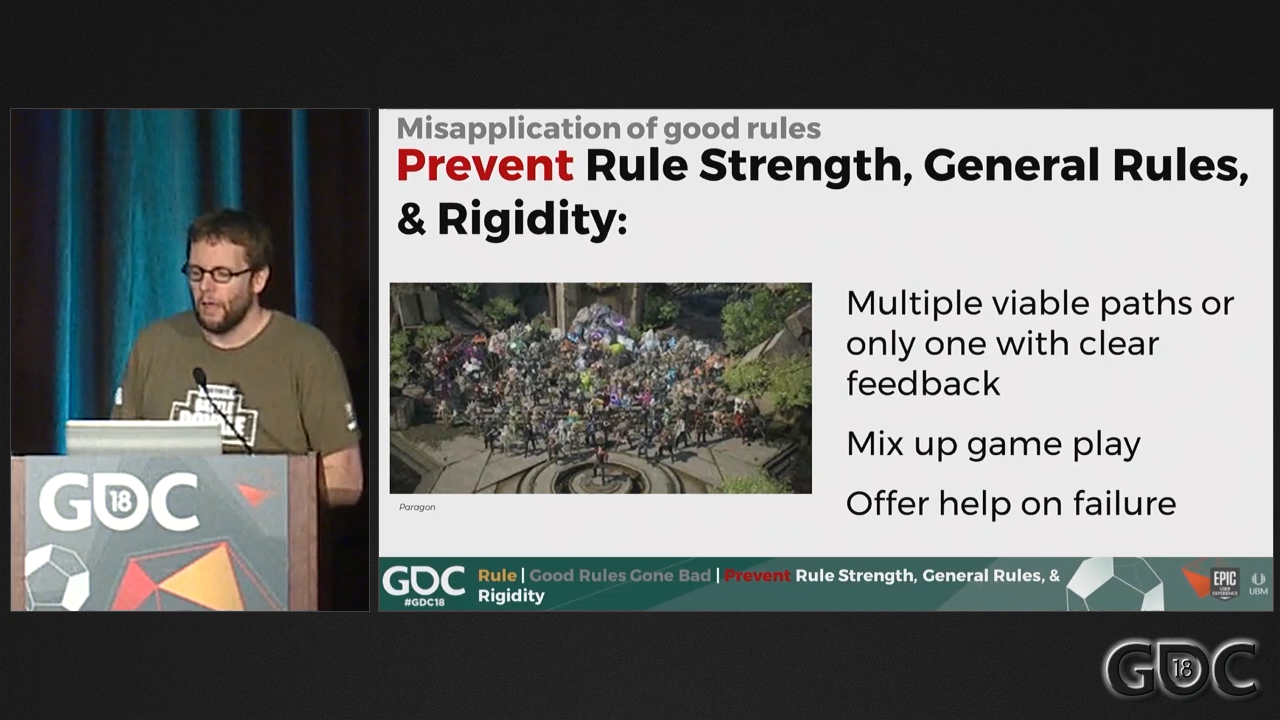 Misapplication of good rules
Prevent Rule Strength, General Rules,
& Rigidity:
Multiple viable paths or
only one with clear
feedback
Mix up game play
Offer help on failure
Paragon
GDC
18
GDC
#GDC18
Rule | Good Rules Gone Bad | Prevent Rule Strength, General Rules, &
Rigidity
EPIC
UBM
GDC
18